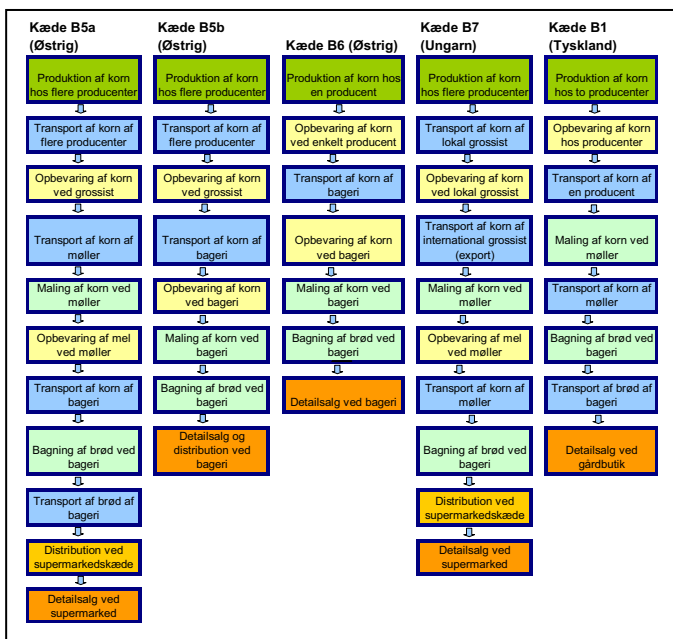 Kæde B5a
(Østrig)
Produktion af korn
hos flere producenter
Transport af korn af
flere producenter
Opbevaring af korn
ved grossist
Transport af korn af
møller
Maling af korn ved
møller
Opbevaring af mel
ved møller
Transport af korn af
bageri
Bagning af brød ved
bageri
Transport af brød af
bageri
Distribution ved
supermarkedskæde
Detailsalg ved
supermarked
Kæde B5b
(Østrig)
Produktion af korn
hos flere producenter
Transport af korn af
flere producenter
Opbevaring af korn
ved grossist
Transport af korn af
bageri
Opbevaring af korn
ved bageri
Maling af korn ved
bageri
Bagning af brød ved
bageri
Detailsalg og
distribution ved
bageri
Kæde B6 (Østrig)
Produktion af korn hos
en producent
Opbevaring af korn
ved enkelt producent
Transport af korn af
bageri
Opbevaring af korn
ved bageri
Maling af korn ved
bageri
Bagning af brød ved
bageri
Detailsalg ved bageri
Kæde B7
(Ungarn)
Produktion af korn
hos flere producenter
Transport af korn af
lokal grossist
Opbevaring af korn
ved lokal grossist
Transport af korn af
international grossist
(export)
Maling af korn ved
møller
Opbevaring af mel
ved møller
Transport af korn af
møller
Bagning af brød ved
bageri
Distribution ved
supermarkedskæde
Detailsalg ved
supermarked
Kæde B1
(Tyskland)
Produktion af korn
hos to producenter
Opbevaring af korn
hos producenter
Transport af korn af
en producent
Maling af korn ved
møller
Transport af korn af
møller
Bagning af brød ved
bageri
Transport af brød af
bageri
Detailsalg ved
gårdbutik